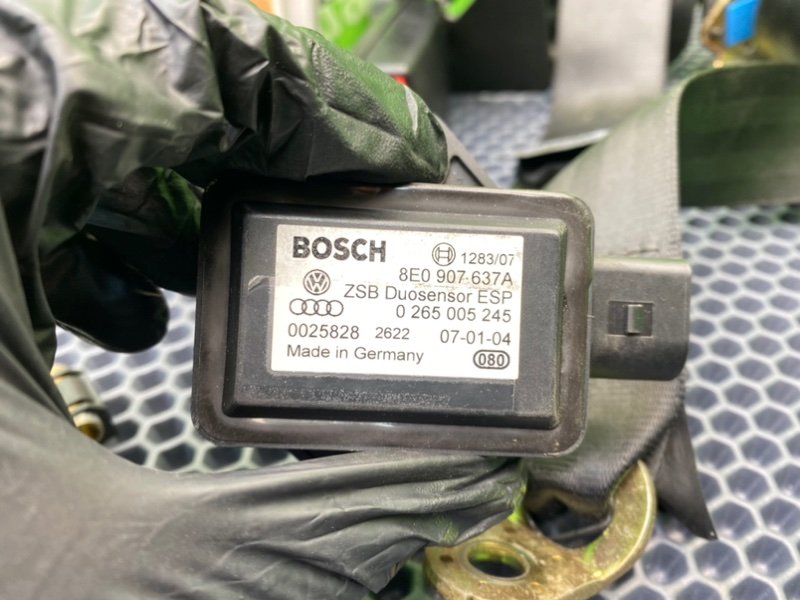 BOSCH 1283/07
8E0 907 637A
ZSB Duosensor ESP
0 265 005 245
0025828 2622 07-01-04
Made in Germany 080